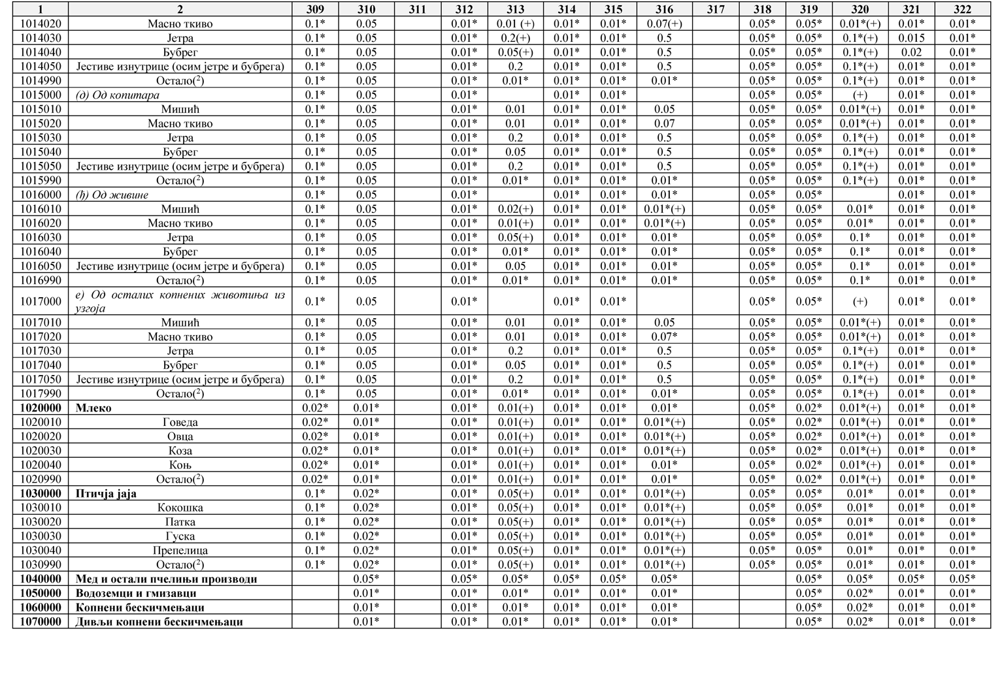 1 2 309 310 311 312 313 314 315 316 317 318 319 320 321 322
1014020 Масно ткиво 0.1* 0.05 0.01* 0.01 (+) 0.01* 0.01* 0.07(+) 0.05* 0.05* 0.01*(+) 0.01* 0.01*
1014030 Јетра 0.1* 0.05 0.01* 0.2(+) 0.01* 0.01* 0.5 0.05* 0.05* 0.1*(+) 0.015 0.01*
1014040 Бубрег 0.1* 0.05 0.01* 0.05(+) 0.01* 0.01* 0.5 0.05* 0.05* 0.1*(+) 0.02 0.01*
1014050 Јестиве изнутрице (осим јетре и бубрега) 0.1* 0.05 0.01* 0.2 0.01* 0.01* 0.5 0.05* 0.05* 0.1*(+) 0.01* 0.01*
1014990 Остало(²) 0.1* 0.05 0.01* 0.01* 0.01* 0.01* 0.01* 0.05* 0.05* 0.1*(+) 0.01* 0.01*
1015000 (д) Од копитара 0.1* 0.05 0.01* 0.01* 0.01* 0.05* 0.05* (+) 0.01* 0.01*
1015010 Мишић 0.1* 0.05 0.01* 0.01 0.01* 0.01* 0.05 0.05* 0.05* 0.01*(+) 0.01* 0.01*
1015020 Масно ткиво 0.1* 0.05 0.01* 0.01 0.01* 0.01* 0.07 0.05* 0.05* 0.01*(+) 0.01* 0.01*
1015030 Јетра 0.1* 0.05 0.01* 0.2 0.01* 0.01* 0.5 0.05* 0.05* 0.1*(+) 0.01* 0.01*
1015040 Бубрег 0.1* 0.05 0.01* 0.05 0.01* 0.01* 0.5 0.05* 0.05* 0.1*(+) 0.01* 0.01*
1015050 Јестиве изнутрице (осим јетре и бубрега) 0.1* 0.05 0.01* 0.2 0.01* 0.01* 0.5 0.05* 0.05* 0.1*(+) 0.01* 0.01*
1015990 Остало(²) 0.1* 0.05 0.01* 0.01* 0.01* 0.01* 0.01* 0.05* 0.05* 0.1*(+) 0.01* 0.01*
1016000 (ђ) Од живине 0.1* 0.05 0.01* 0.01* 0.01* 0.01* 0.05* 0.05* 0.01* 0.01*
1016010 Мишић 0.1* 0.05 0.01* 0.02(+) 0.01* 0.01* 0.01*(+) 0.05* 0.05* 0.01* 0.01* 0.01*
1016020 Масно ткиво 0.1* 0.05 0.01* 0.01(+) 0.01* 0.01* 0.01*(+) 0.05* 0.05* 0.01* 0.01* 0.01*
1016030 Јетра 0.1* 0.05 0.01* 0.05(+) 0.01* 0.01* 0.01* 0.05* 0.05* 0.1* 0.01* 0.01*
1016040 Бубрег 0.1* 0.05 0.01* 0.01* 0.01* 0.01* 0.01* 0.05* 0.05* 0.1* 0.01* 0.01*
1016050 Јестиве изнутрице (осим јетре и бубрега) 0.1* 0.05 0.01* 0.05 0.01* 0.01* 0.01* 0.05* 0.05* 0.1* 0.01* 0.01*
1016990 Остало(²) 0.1* 0.05 0.01* 0.01* 0.01* 0.01* 0.01* 0.05* 0.05* 0.1* 0.01* 0.01*
1017000 е) Од осталих копнених животиња из
узгоја 0.1* 0.05 0.01* 0.01* 0.01* 0.05* 0.05* (+) 0.01* 0.01*
1017010 Мишић 0.1* 0.05 0.01* 0.01 0.01* 0.01* 0.05 0.05* 0.05* 0.01*(+) 0.01* 0.01*
1017020 Масно ткиво 0.1* 0.05 0.01* 0.01 0.01* 0.01* 0.07* 0.05* 0.05* 0.01*(+) 0.01* 0.01*
1017030 Јетра 0.1* 0.05 0.01* 0.2 0.01* 0.01* 0.5 0.05* 0.05* 0.1*(+) 0.01* 0.01*
1017040 Бубрег 0.1* 0.05 0.01* 0.05 0.01* 0.01* 0.5 0.05* 0.05* 0.1*(+) 0.01* 0.01*
1017050 Јестиве изнутрице (осим јетре и бубрега) 0.1* 0.05 0.01* 0.2 0.01* 0.01* 0.5 0.05* 0.05* 0.1*(+) 0.01* 0.01*
1017990 Остало(²) 0.1* 0.05 0.01* 0.01* 0.01* 0.01* 0.01* 0.05* 0.05* 0.1*(+) 0.01* 0.01*
1020000 Млеко 0.02* 0.01* 0.01* 0.01(+) 0.01* 0.01* 0.01* 0.05* 0.02* 0.01*(+) 0.01* 0.01*
1020010 Говеда 0.02* 0.01* 0.01* 0.01(+) 0.01* 0.01* 0.01*(+) 0.05* 0.02* 0.01*(+) 0.01* 0.01*
1020020 Овца 0.02* 0.01* 0.01* 0.01(+) 0.01* 0.01* 0.01*(+) 0.05* 0.02* 0.01*(+) 0.01* 0.01*
1020030 Коза 0.02* 0.01* 0.01* 0.01(+) 0.01* 0.01* 0.01*(+) 0.05* 0.02* 0.01*(+) 0.01* 0.01*
1020040 Коњ 0.02* 0.01* 0.01* 0.01(+) 0.01* 0.01* 0.01* 0.05* 0.02* 0.01*(+) 0.01* 0.01*
1020990 Остало(²) 0.02* 0.01* 0.01* 0.01(+) 0.01* 0.01* 0.01* 0.05* 0.02* 0.01*(+) 0.01* 0.01*
1030000 Птичја јаја 0.1* 0.02* 0.01* 0.05(+) 0.01* 0.01* 0.01*(+) 0.05* 0.05* 0.01* 0.01* 0.01*
1030010 Кокошка 0.1* 0.02* 0.01* 0.05(+) 0.01* 0.01* 0.01*(+) 0.05* 0.05* 0.01* 0.01* 0.01*
1030020 Патка 0.1* 0.02* 0.01* 0.05(+) 0.01* 0.01* 0.01*(+) 0.05* 0.05* 0.01* 0.01* 0.01*
1030030 Гуска 0.1* 0.02* 0.01* 0.05(+) 0.01* 0.01* 0.01*(+) 0.05* 0.05* 0.01* 0.01* 0.01*
1030040 Препелица 0.1* 0.02* 0.01* 0.05(+) 0.01* 0.01* 0.01*(+) 0.05* 0.05* 0.01* 0.01* 0.01*
1030990 Остало(²) 0.1* 0.02* 0.01* 0.05(+) 0.01* 0.01* 0.01*(+) 0.05* 0.05* 0.01* 0.01* 0.01*
1040000 Мед и остали пчелињи производи 0.05* 0.05* 0.05* 0.05* 0.05* 0.05* 0.05* 0.05* 0.05* 0.05*
1050000 Водоземци и гмизавци 0.01* 0.01* 0.01* 0.01* 0.01* 0.01* 0.05* 0.02* 0.01* 0.01*
1060000 Копнени бескичмењаци 0.01* 0.01* 0.01* 0.01* 0.01* 0.01* 0.05* 0.02* 0.01* 0.01*
1070000 Дивљи копнени бескичмењаци 0.01* 0.01* 0.01* 0.01* 0.01* 0.01* 0.05* 0.02* 0.01* 0.01*